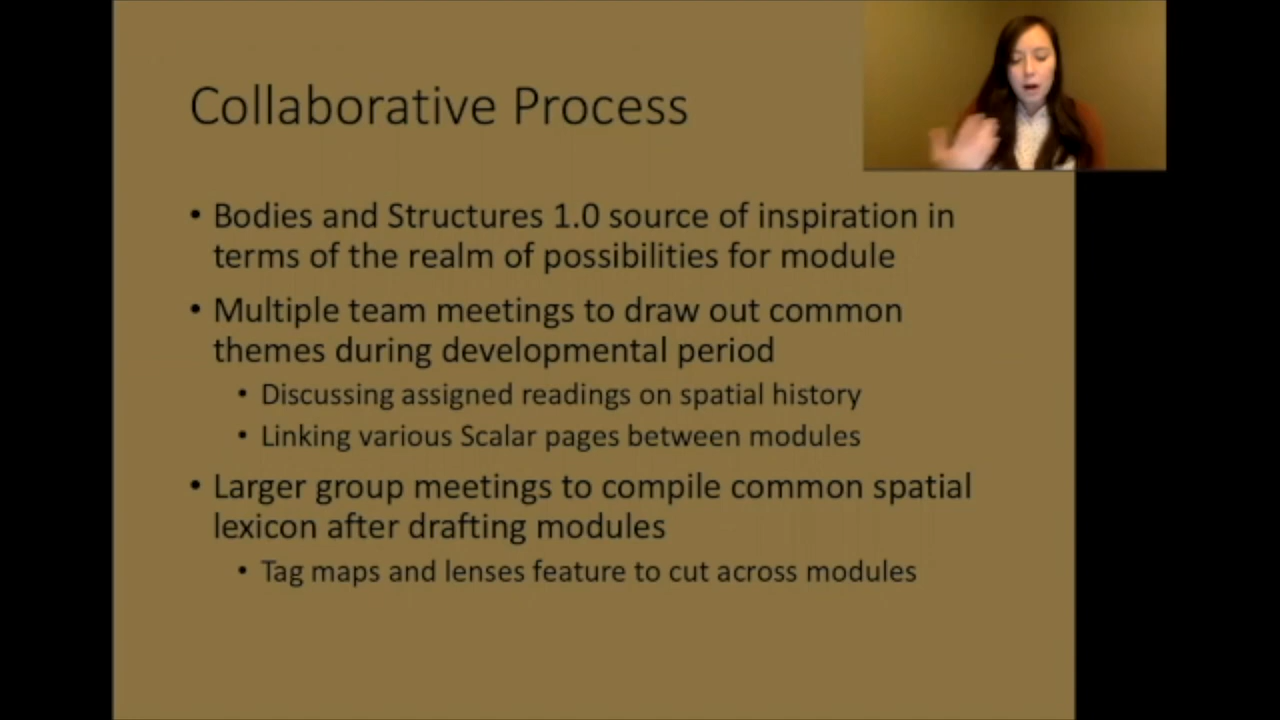 Collaborative Process
• Bodies and Structures 1.0 source of inspiration in
terms of the realm of possibilities for module
• Multiple team meetings to draw out common
themes during developmental period
• Discussing assigned readings on spatial history
• Linking various Scalar pages between modules
• Larger group meetings to compile common spatial
lexicon after drafting modules
• Tag maps and lenses feature to cut across modules